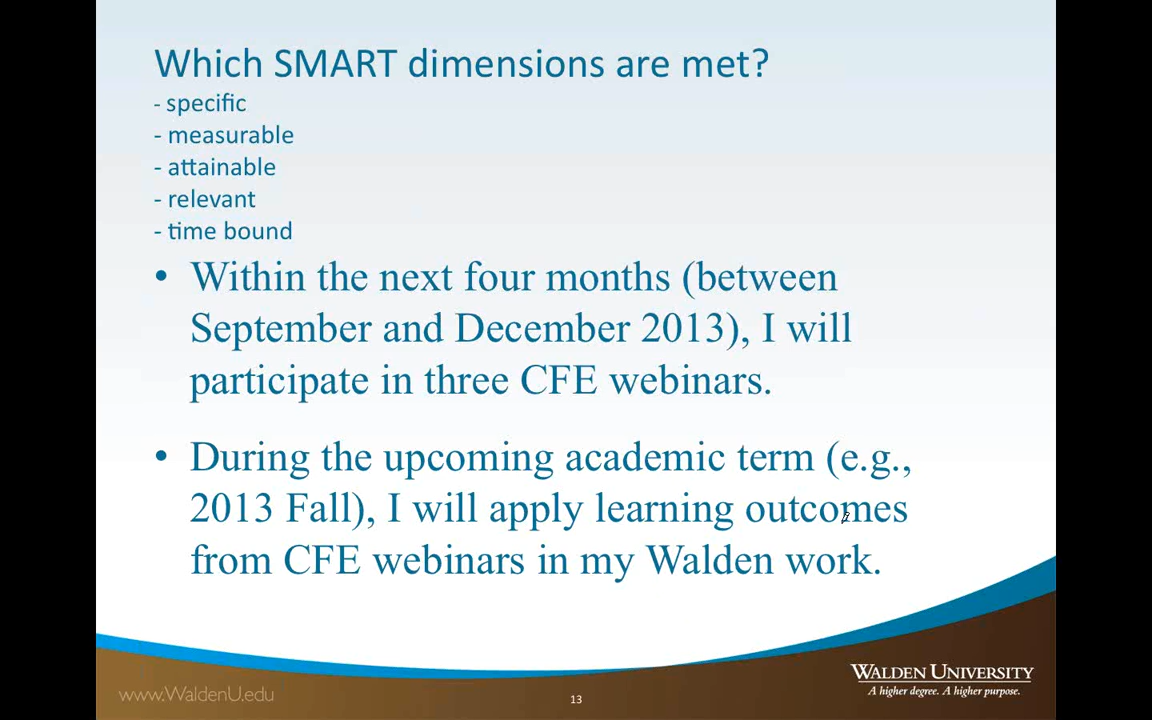 Which SMART dimensions are met?
- specific
- measurable
- attainable
- relevant
- time bound
• Within the next four months (between
September and December 2013), I will
participate in three CFE webinars.
• During the upcoming academic term (e.g.,
2013 Fall), I will apply learning outcomes
from CFE webinars in my Walden work.
WALDEN UNIVERSITY
A higher degree. A higher purpose.
www.WaldenU.edu
13